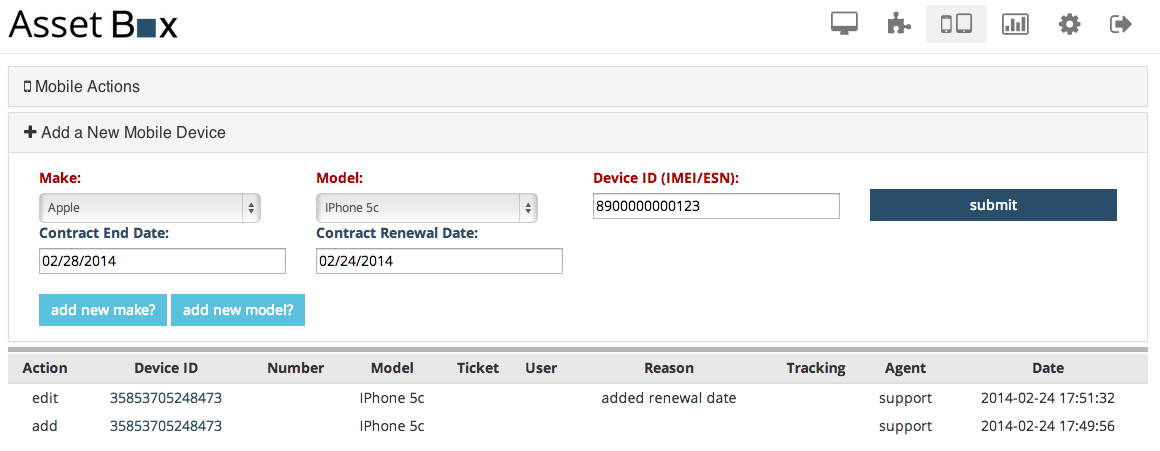 Asset Box
Mobile Actions
Add a New Mobile Device
Make: Model: Device ID (IMEI/ESN):
Apple IPhone 5c 8900000000123 submit
Contract End Date: Contract Renewal Date:
02/28/2014 02/24/2014
add new make? add new model?
Action Device ID Number Model Ticket User Reason Tracking Agent Date
edit 35853705248473 IPhone 5c added renewal date support 2014-02-24 17:51:32
add 35853705248473 IPhone 5c support 2014-02-24 17:49:56